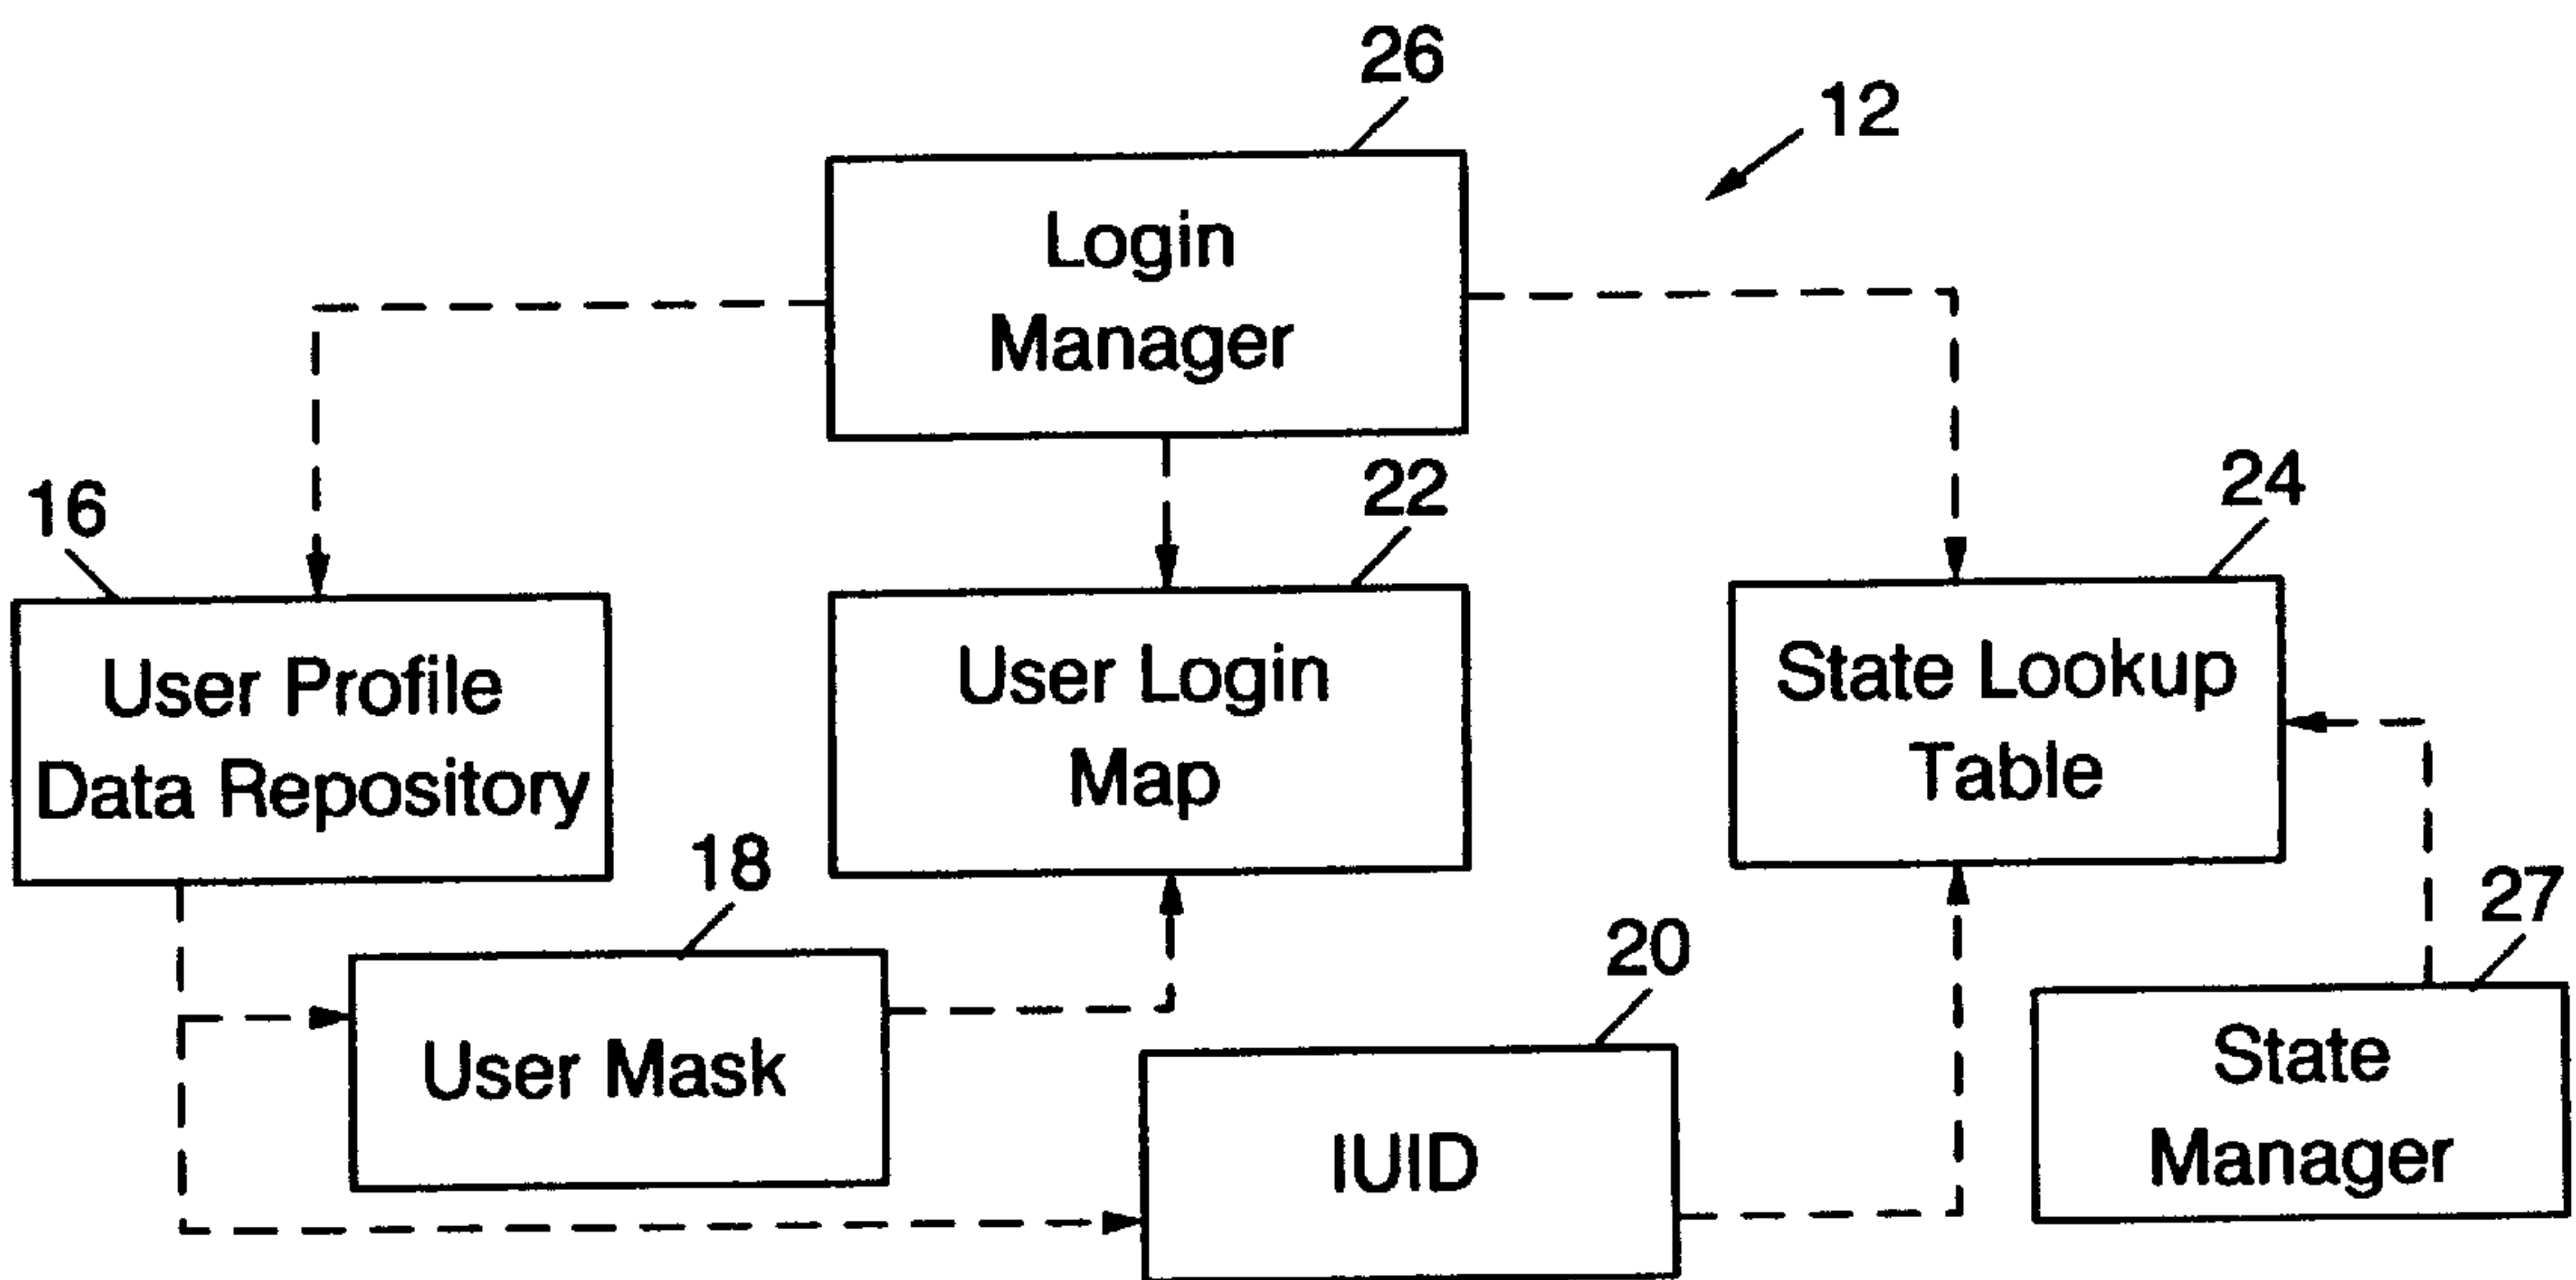 26
12
Login
Manager
16
22
24
User Profile
Data Repository
User Login
Map
State Lookup
Table
18
20
27
User Mask
IUID
State
Manager